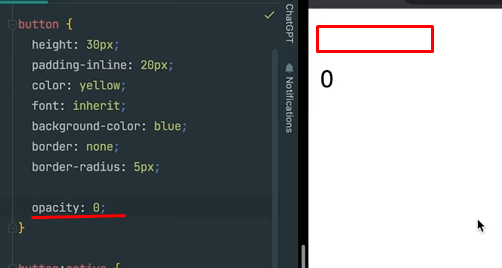 button {
height: 30px;
padding-inline: 20px;
color: yellow;
font: inherit;
background-color: blue;
border: none;
border-radius: 5px;
opacity: 0;
}
button:active {
ChatGPT
Notifications
0